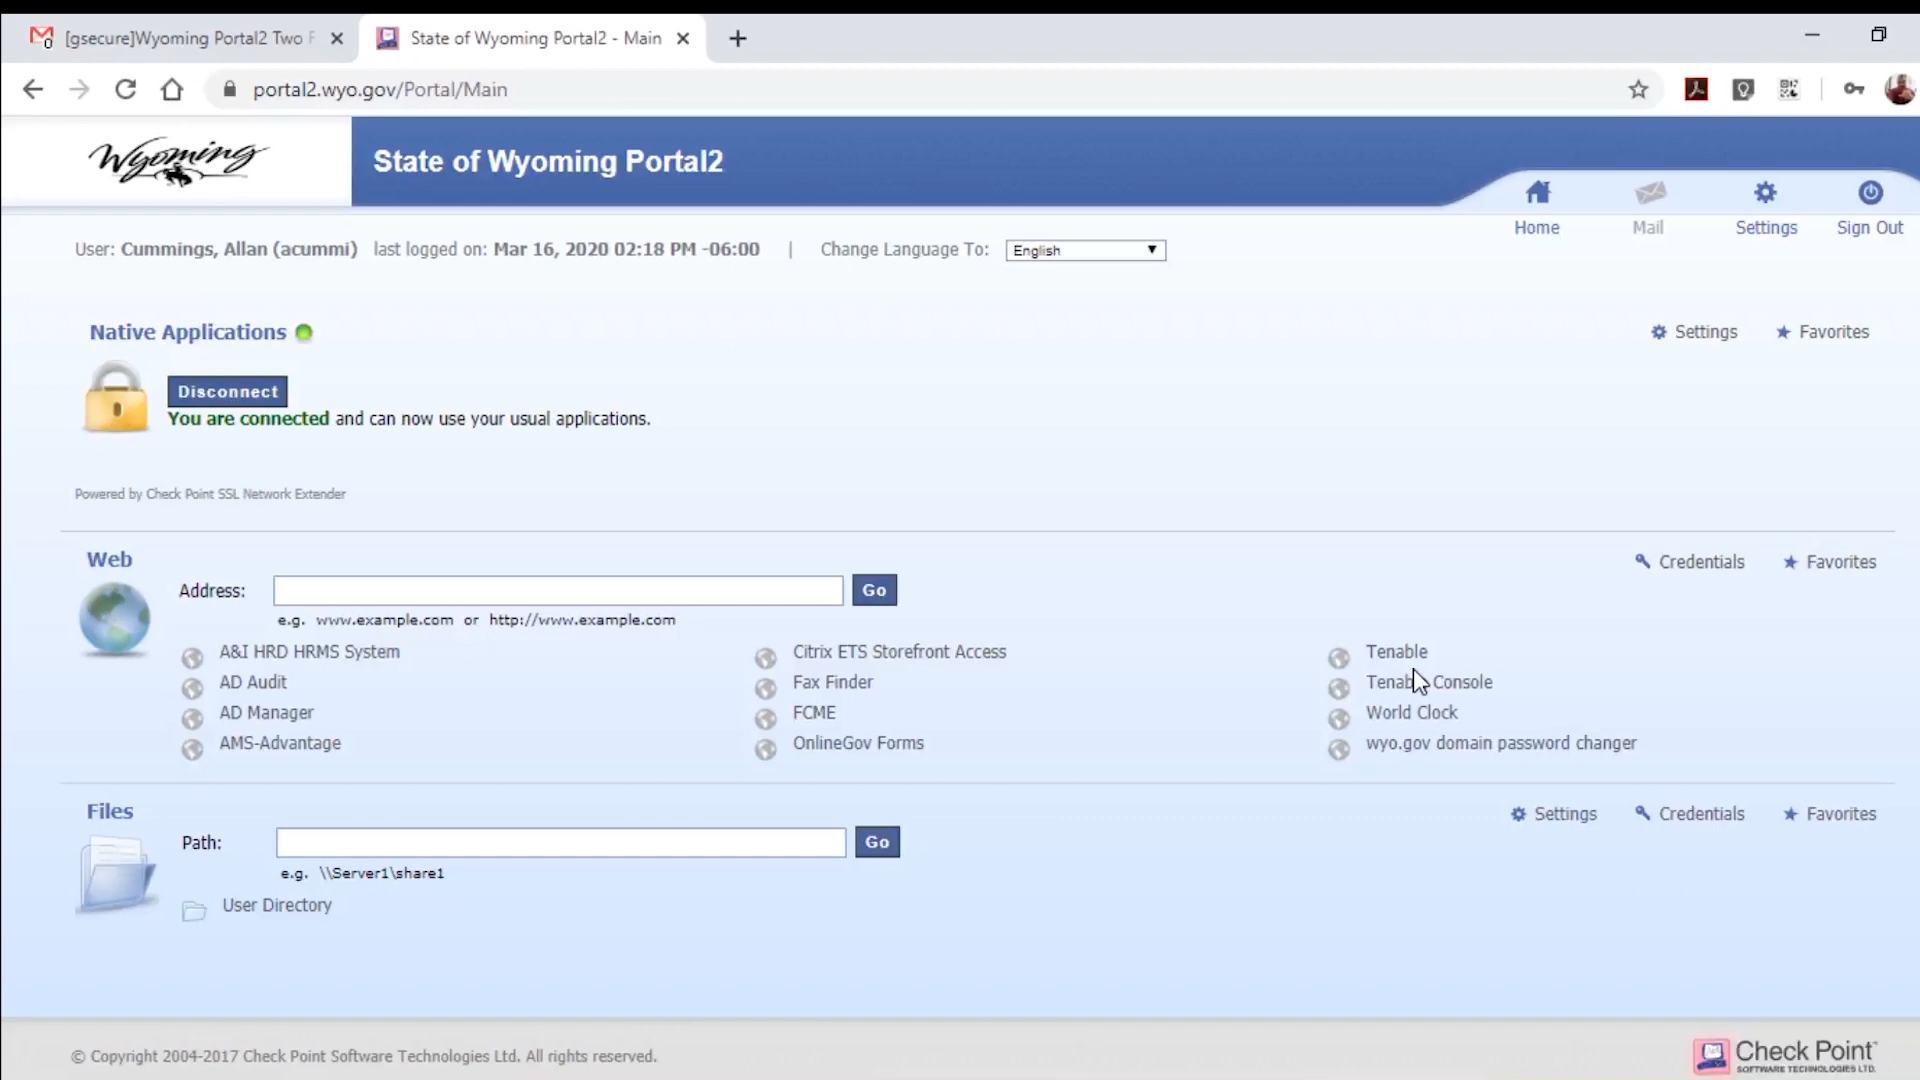 [gsecure]Wyoming Portal2 Two F
State of Wyoming Portal2 - Main
portal2.wyo.gov/Portal/Main
Wyoming
State of Wyoming Portal2
Home
Mail
Settings
Sign Out
User: Cummings, Allan (acummi) last logged on: Mar 16, 2020 02:18 PM -06:00 | Change Language To: English
Native Applications
Settings
Favorites
Disconnect
You are connected and can now use your usual applications.
Powered by Check Point SSL Network Extender
Web
Credentials
Favorites
Address:
Go
e.g. www.example.com or http://www.example.com
A&I HRD HRMS System
Citrix ETS Storefront Access
Tenable
AD Audit
Fax Finder
Tenab Console
AD Manager
FCME
World Clock
AMS-Advantage
OnlineGov Forms
wyo.gov domain password changer
Files
Settings
Credentials
Favorites
Path:
Go
e.g. \\Server1\share1
User Directory
© Copyright 2004-2017 Check Point Software Technologies Ltd. All rights reserved.
Check Point
SOFTWARE TECHNOLOGIES LTD.